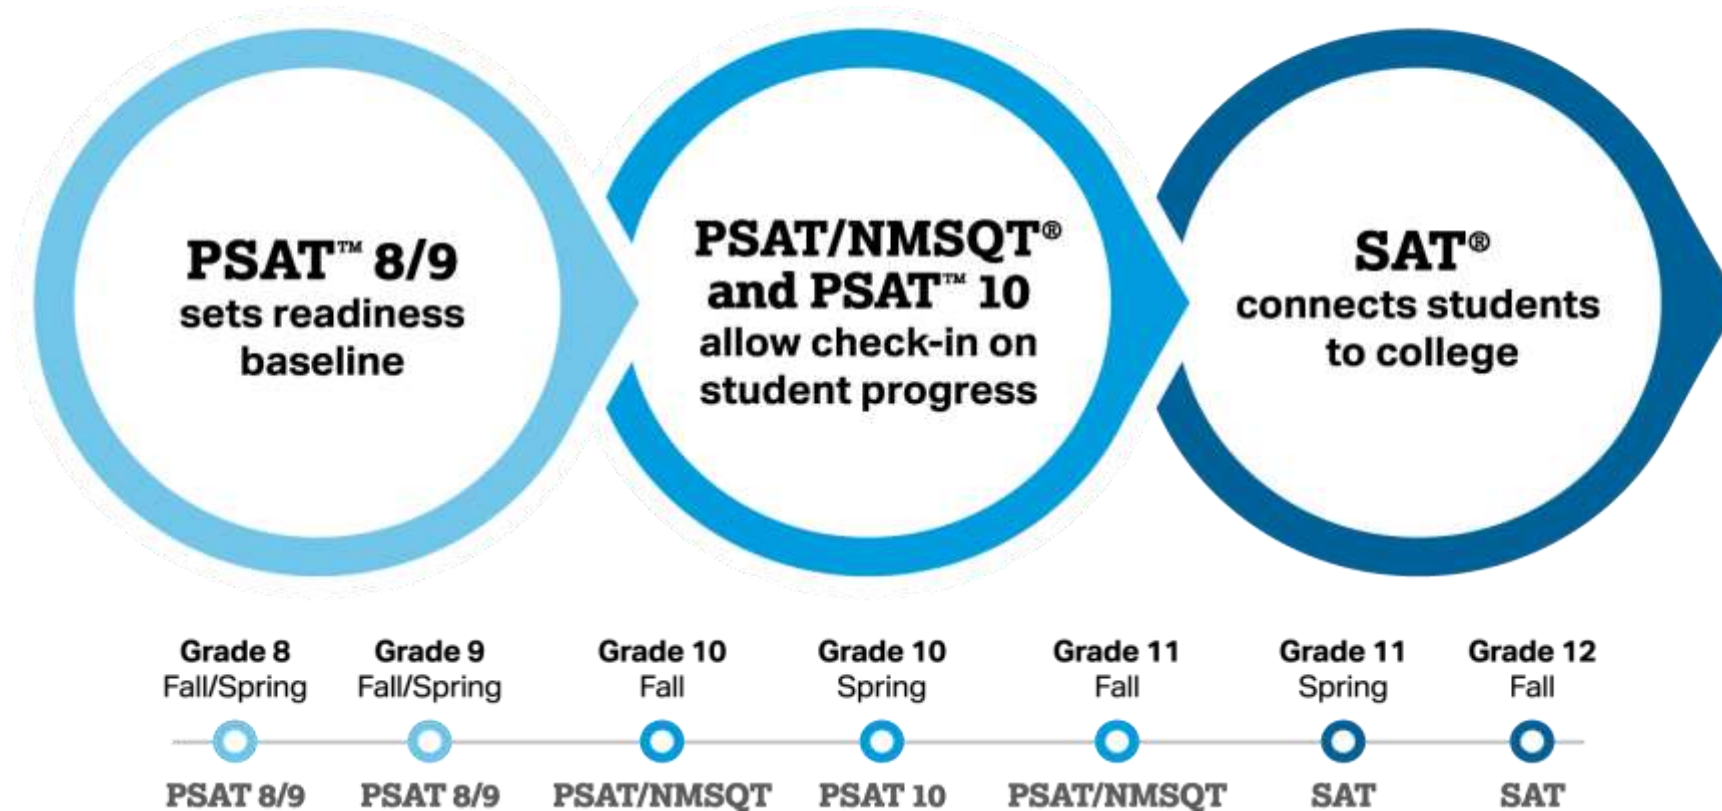 PSAT™ 8/9
sets readiness
baseline
PSAT/NMSQT®
and PSAT™ 10
allow check-in on
student progress
SAT®
connects students
to college
Grade 8
Fall/Spring
PSAT 8/9
Grade 9
Fall/Spring
PSAT 8/9
Grade 10
Fall
PSAT/NMSQT
Grade 10
Spring
PSAT 10
Grade 11
Fall
PSAT/NMSQT
Grade 11
Spring
SAT
Grade 12
Fall
SAT